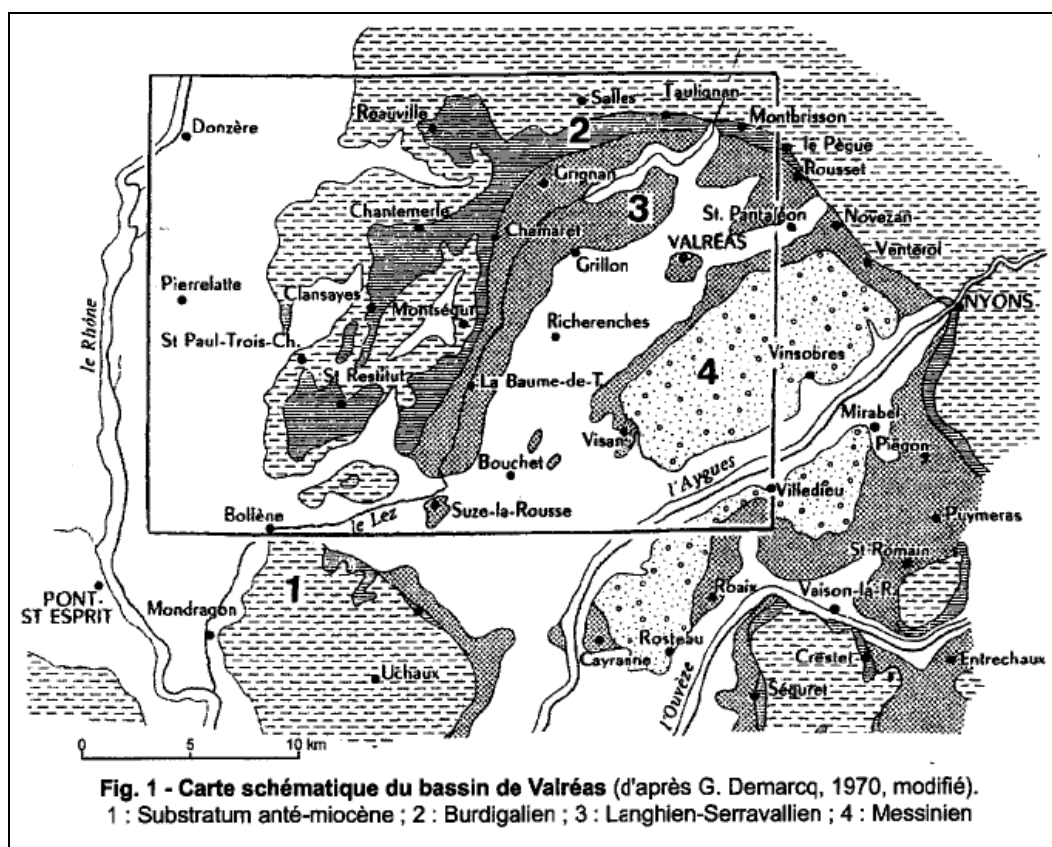 Réauville
Salles
Taulignan
Donzère
2
Montbrisson
le Pègue
Rousset
Grignan
3
Chantemerle
Chamaret
St. Pantaléon
Novezan
VALRÉAS
Venterol
Grillon
Pierrelatte
Clansayes
Montségur
NYONS
le Rhône
Richerenches
St Paul-Trois-Ch.
Vinsobres
4
St Restitut
La Baume-de-T.
Mirabel
Visan
Piégon
Bouchet
l'Aygues
Villedieu
Bollène
le Lez
Suze-la-Rousse
Puymeras
St Romain
1
PONT-
ST ESPRIT
Mondragon
Roaix
Vaison-la-R.
Cayranne
Rosteau
Crestet
Entrechaux
Uchaux
l'Ouvèze
Séguret
0 5 10 km
Fig. 1 - Carte schématique du bassin de Valréas (d'après G. Demarcq, 1970, modifié).
1 : Substratum anté-miocène ; 2 : Burdigalien ; 3 : Langhien-Serravallien ; 4 : Messinien